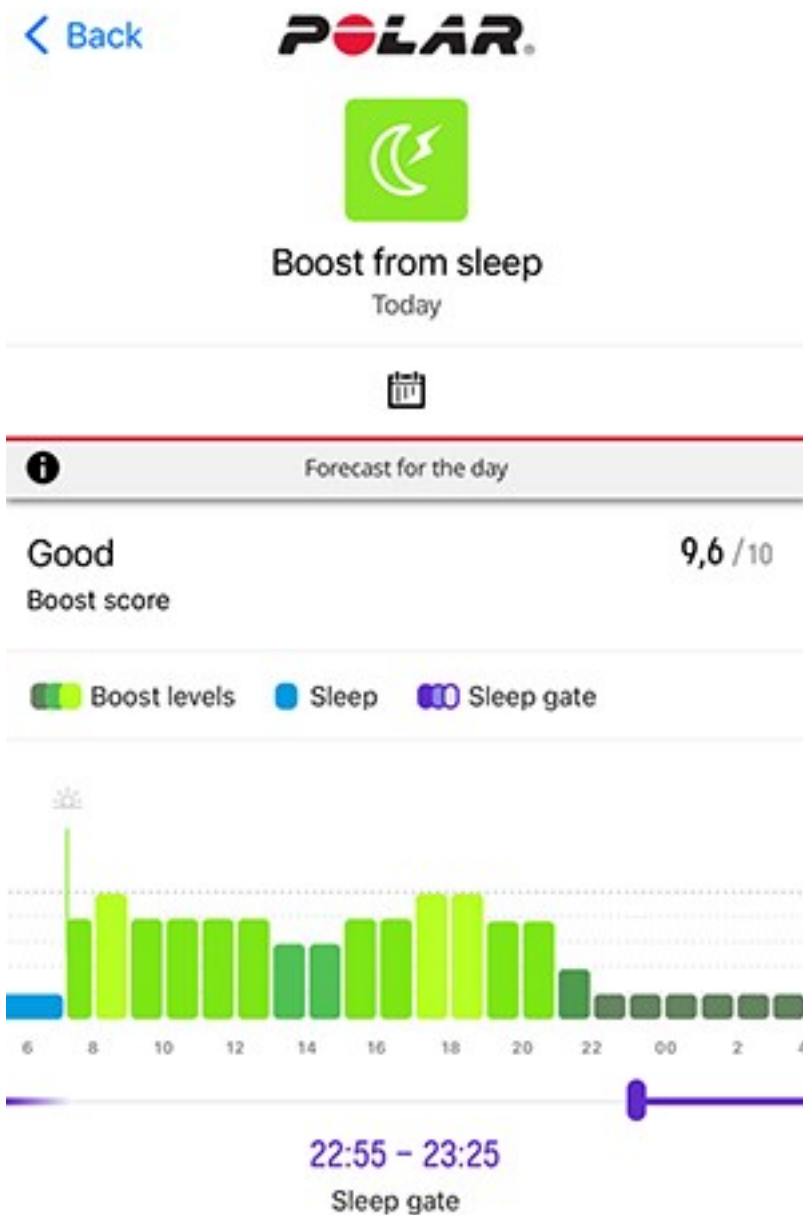 Back
POLAR.
Boost from sleep
Today
Forecast for the day
Good 9,6 /10
Boost score
Boost levels Sleep Sleep gate
6 8 10 12 14 16 18 20 22 00 2 4
22:55 – 23:25
Sleep gate